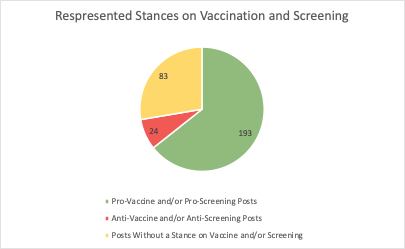 Respresented Stances on Vaccination and Screening
83
24
193
Pro-Vaccine and/or Pro-Screening Posts
Anti-Vaccine and/or Anti-Screening Posts
Posts Without a Stance on Vaccine and/or Screening